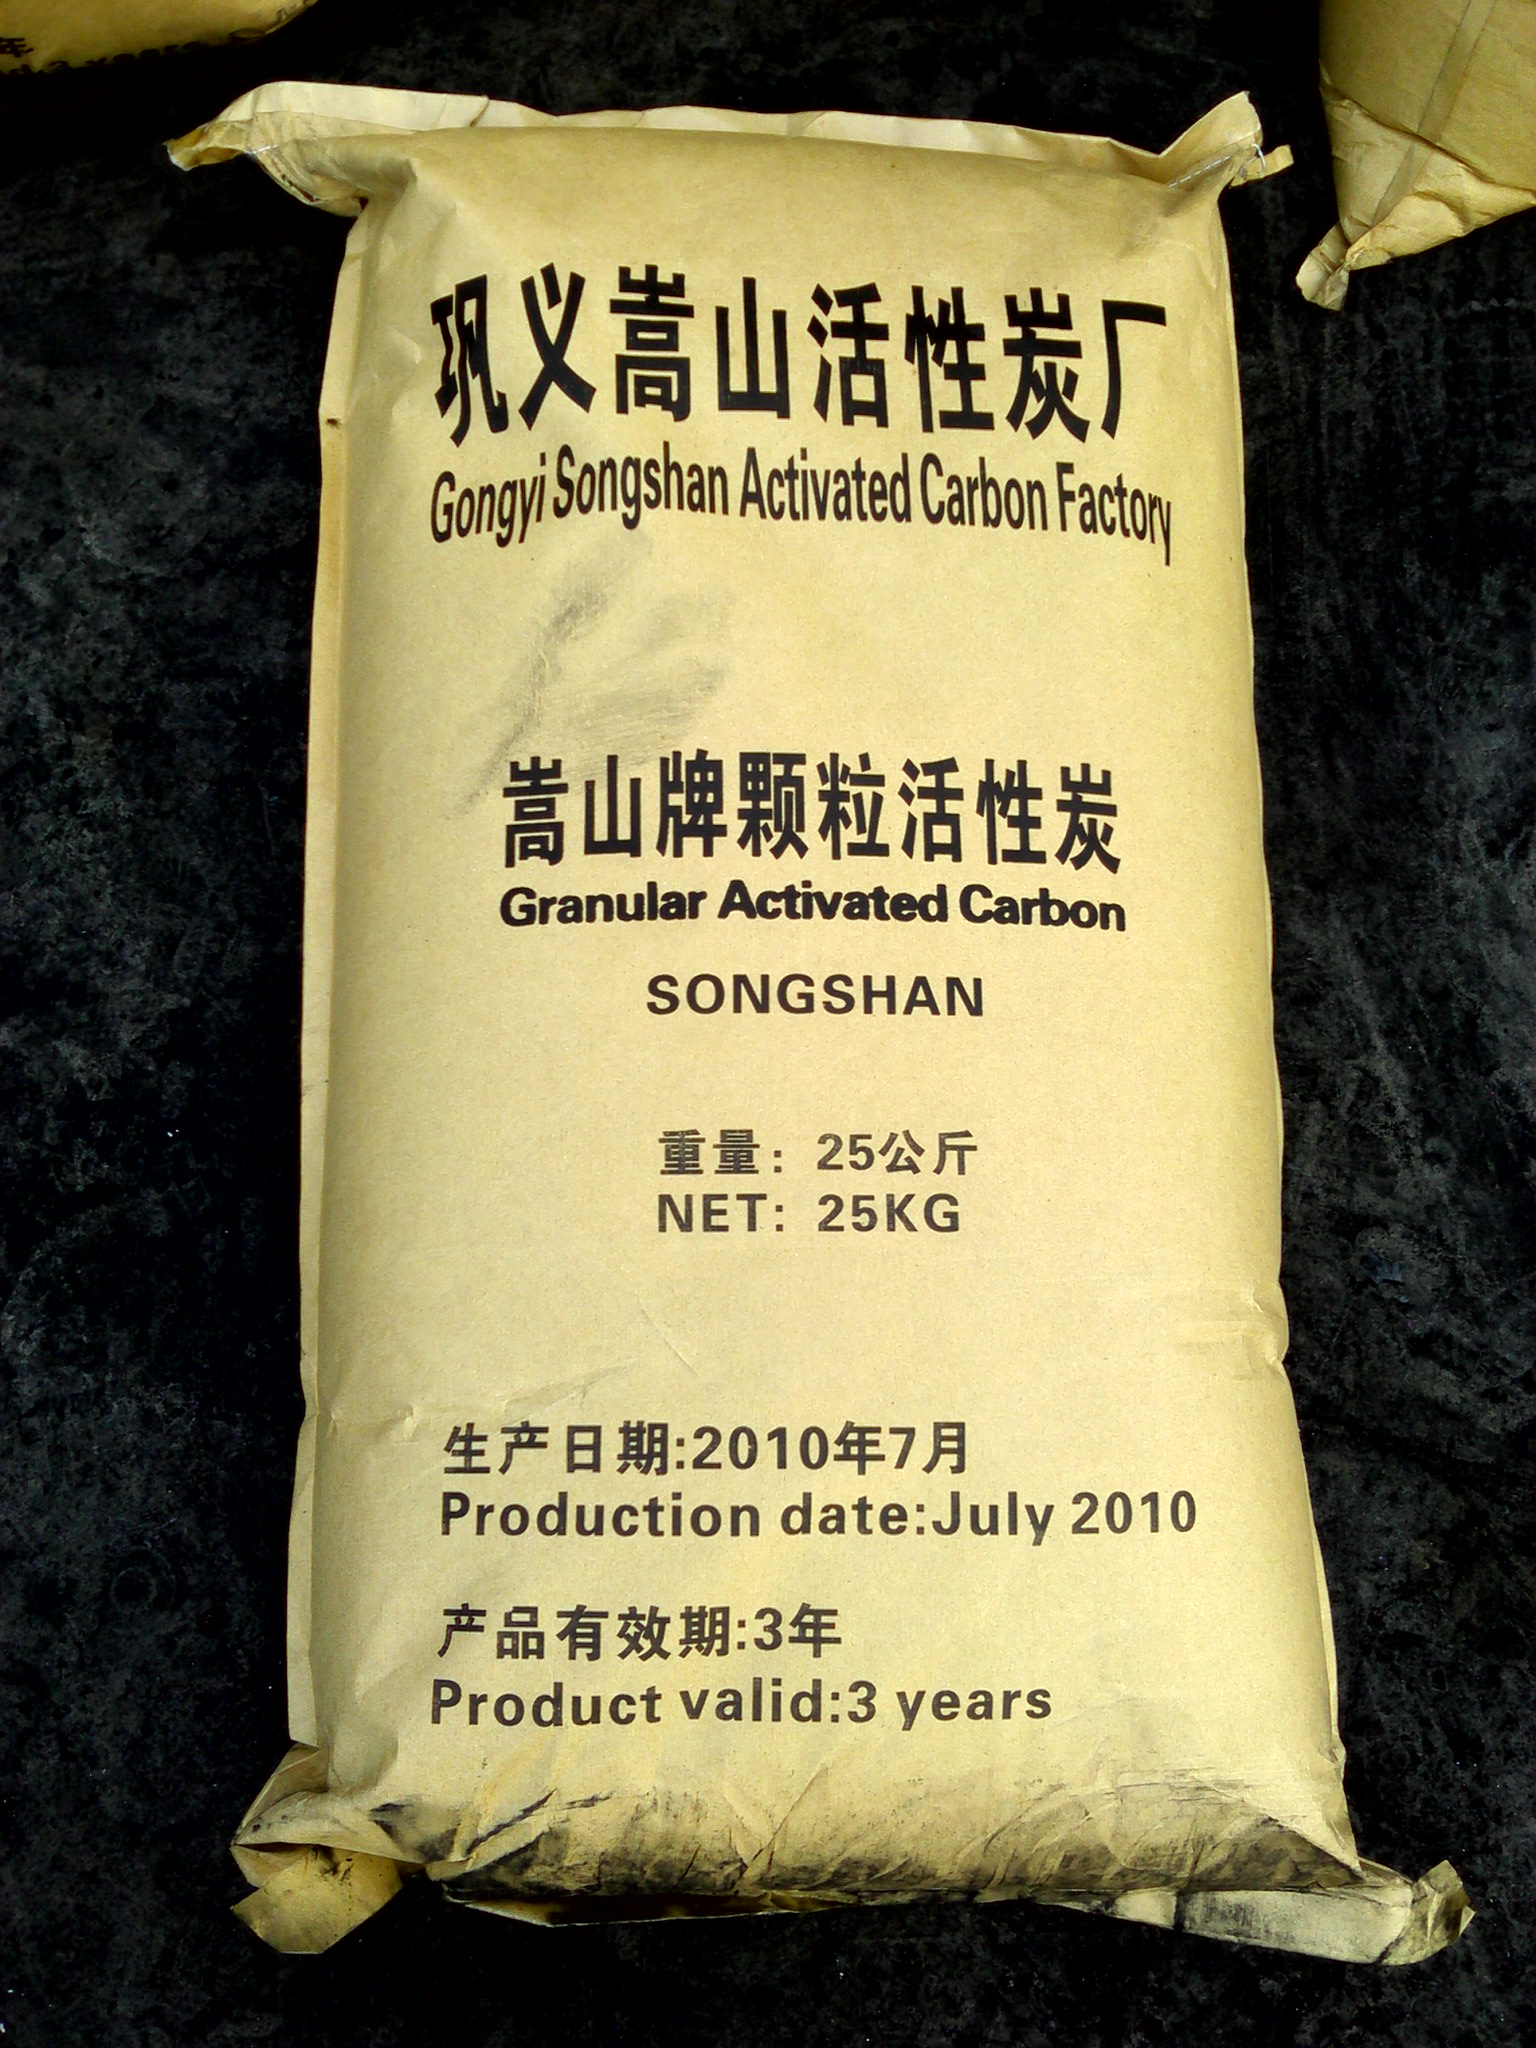 巩义嵩山活性炭厂
Gongyi Songshan Activated Carbon Factory
嵩山牌颗粒活性炭
Granular Activated Carbon
SONGSHAN
重量：25公斤
NET: 25KG
生产日期:2010年7月
Production date:July 2010
产品有效期:3年
Product valid:3 years